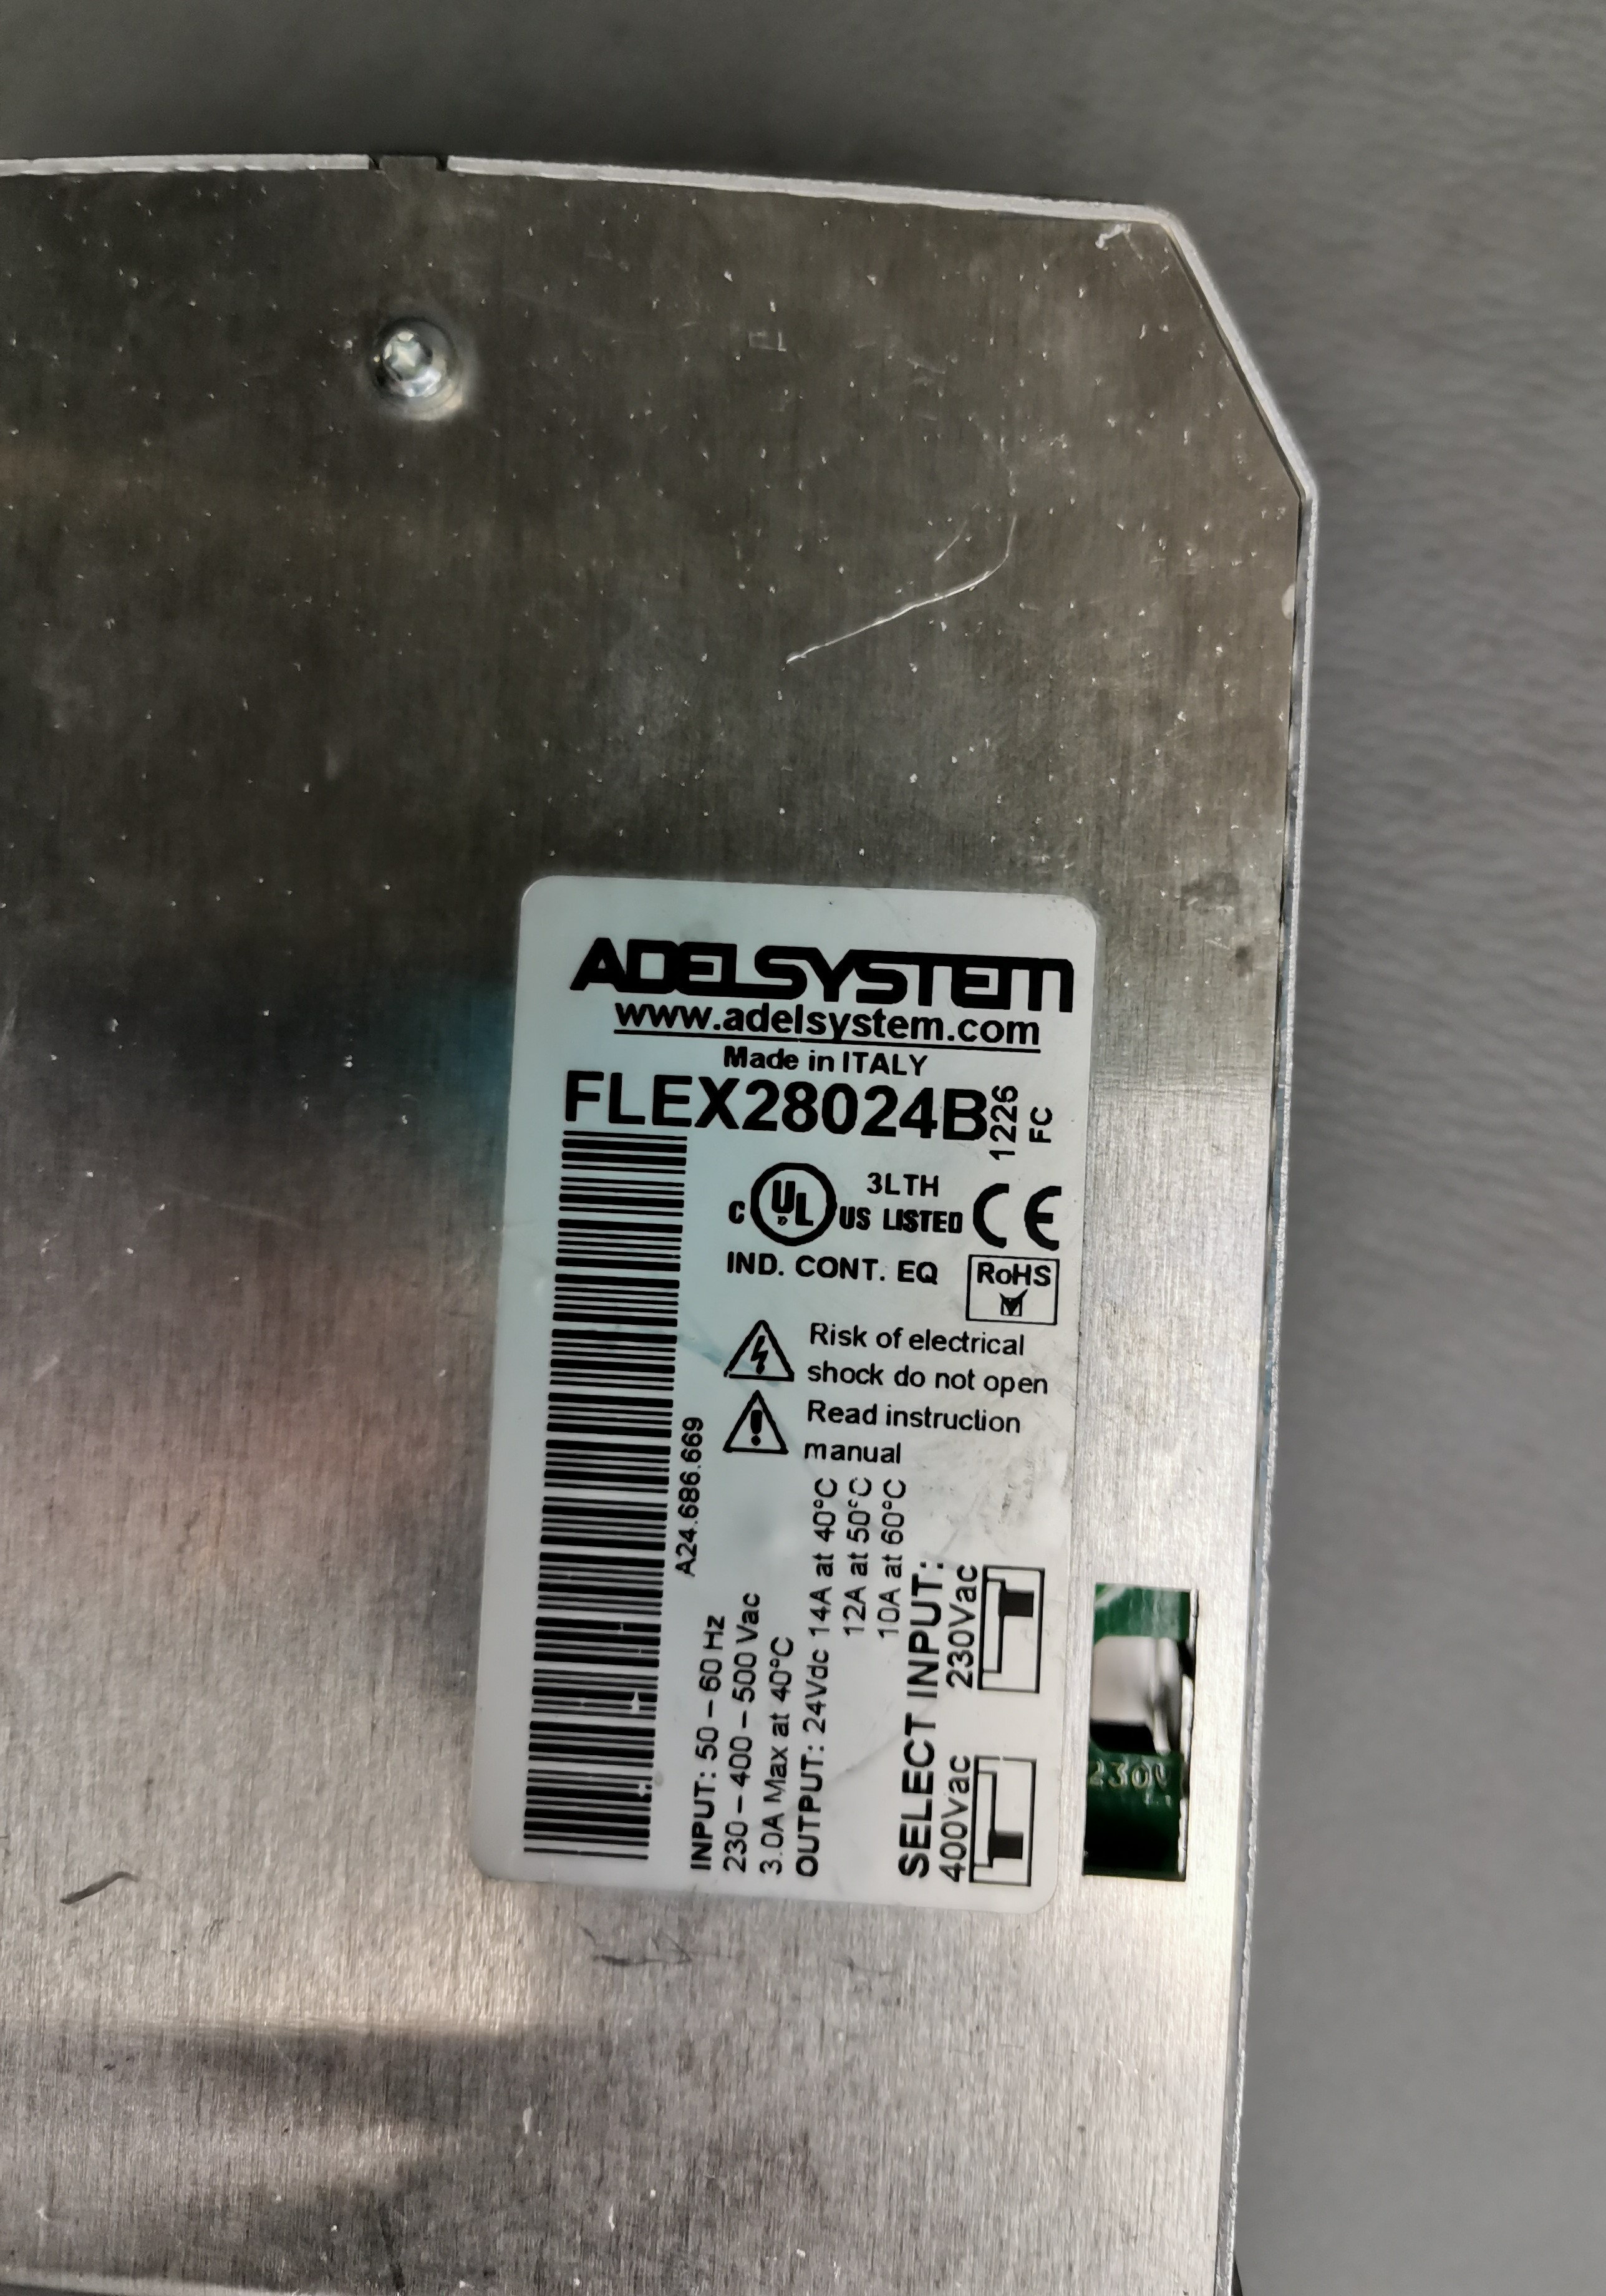 ADELSYSTEM
www.adelsystem.com
Made in ITALY
FLEX28024B
1226
FC
3LTH
C UL US LISTED
CE
IND. CONT. EQ
RoHS
Risk of electrical
shock do not open
Read instruction
manual
A24.686.669
INPUT: 50 – 60 Hz
230 – 400 – 500 Vac
3.0A Max at 40°C
OUTPUT: 24Vdc 14A at 40°C
12A at 50°C
10A at 60°C
SELECT INPUT:
400Vac
230Vac
230V